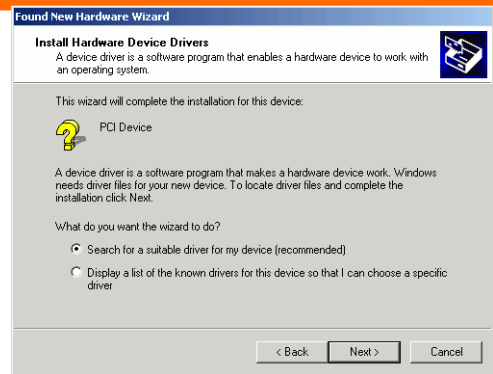 Found New Hardware Wizard
Install Hardware Device Drivers
A device driver is a software program that enables a hardware device to work with
an operating system.
This wizard will complete the installation for this device:
PCI Device
A device driver is a software program that makes a hardware device work. Windows
needs driver files for your new device. To locate driver files and complete the
installation click Next.
What do you want the wizard to do?
Search for a suitable driver for my device (recommended)
Display a list of the known drivers for this device so that I can choose a specific
driver
< Back Next > Cancel